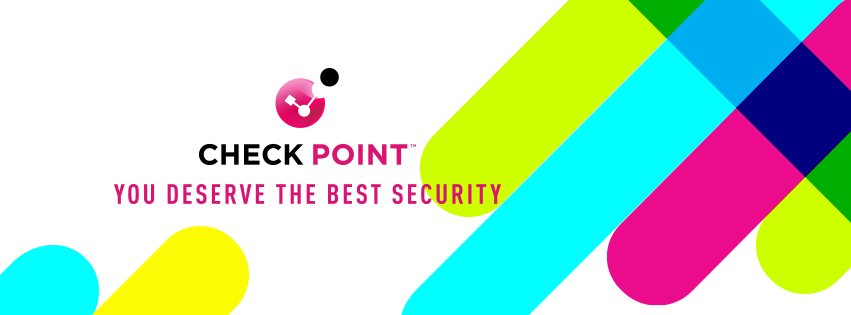 CHECK POINT™
YOU DESERVE THE BEST SECURITY